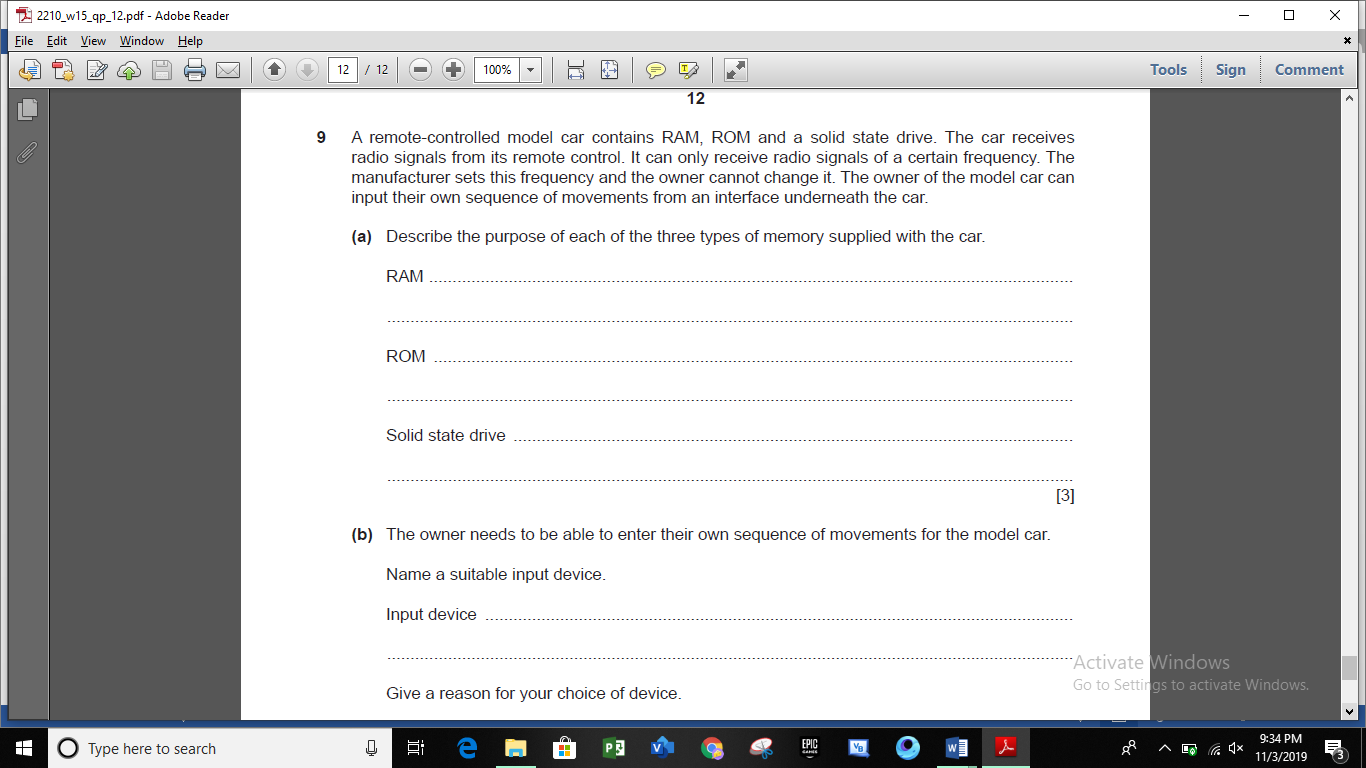 2210_w15_qp_12.pdf - Adobe Reader
File Edit View Window Help
12 / 12 100% Tools Sign Comment
12
9 A remote-controlled model car contains RAM, ROM and a solid state drive. The car receives
radio signals from its remote control. It can only receive radio signals of a certain frequency. The
manufacturer sets this frequency and the owner cannot change it. The owner of the model car can
input their own sequence of movements from an interface underneath the car.
(a) Describe the purpose of each of the three types of memory supplied with the car.
RAM
ROM
Solid state drive
[3]
(b) The owner needs to be able to enter their own sequence of movements for the model car.
Name a suitable input device.
Input device
Give a reason for your choice of device.
Activate Windows
Go to Settings to activate Windows.
Type here to search
EPIC
GAMES
9:34 PM
11/3/2019
3